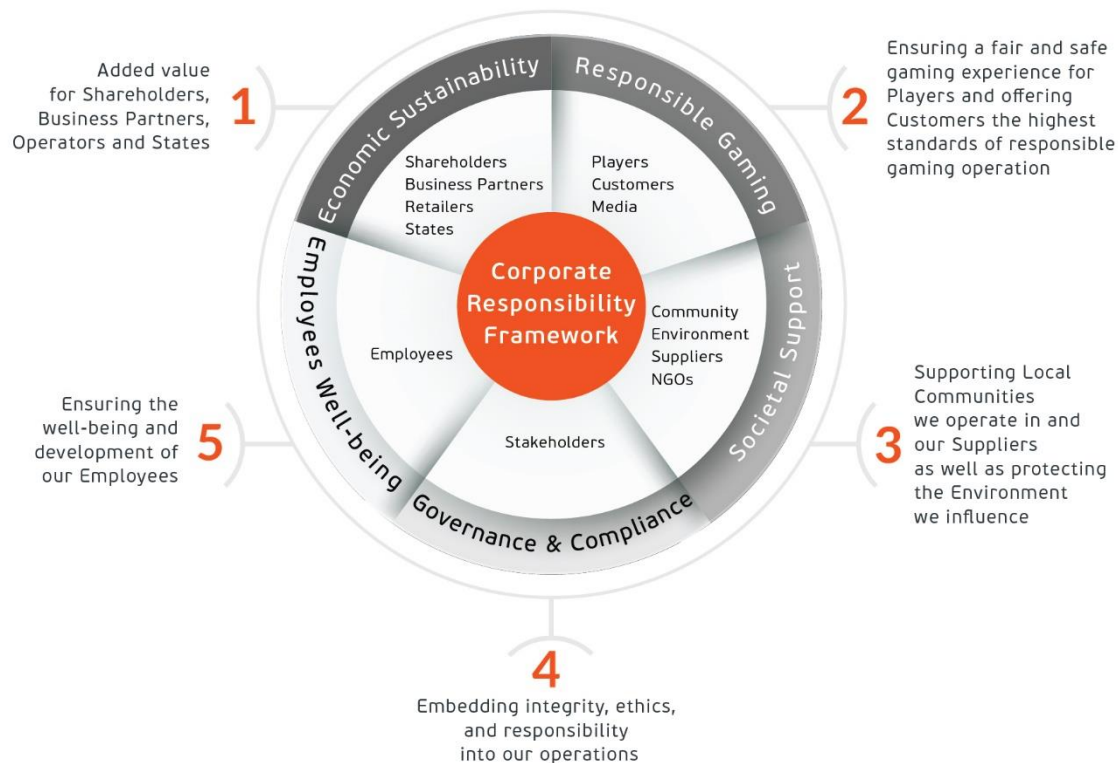 Added value
for Shareholders,
Business Partners,
Operators and States
1
Economic Sustainability
Shareholders
Business Partners
Retailers
States
Responsible Gaming
Players
Customers
Media
2
Ensuring a fair and safe
gaming experience for
Players and offering
Customers the highest
standards of responsible
gaming operation
Corporate
Responsibility
Framework
Societal Support
Community
Environment
Suppliers
NGOs
3
Supporting Local
Communities
we operate in and
our Suppliers
as well as protecting
the Environment
we influence
Governance & Compliance
Stakeholders
4
Embedding integrity, ethics,
and responsibility
into our operations
Employees Well-being
Employees
5
Ensuring the
well-being and
development of
our Employees